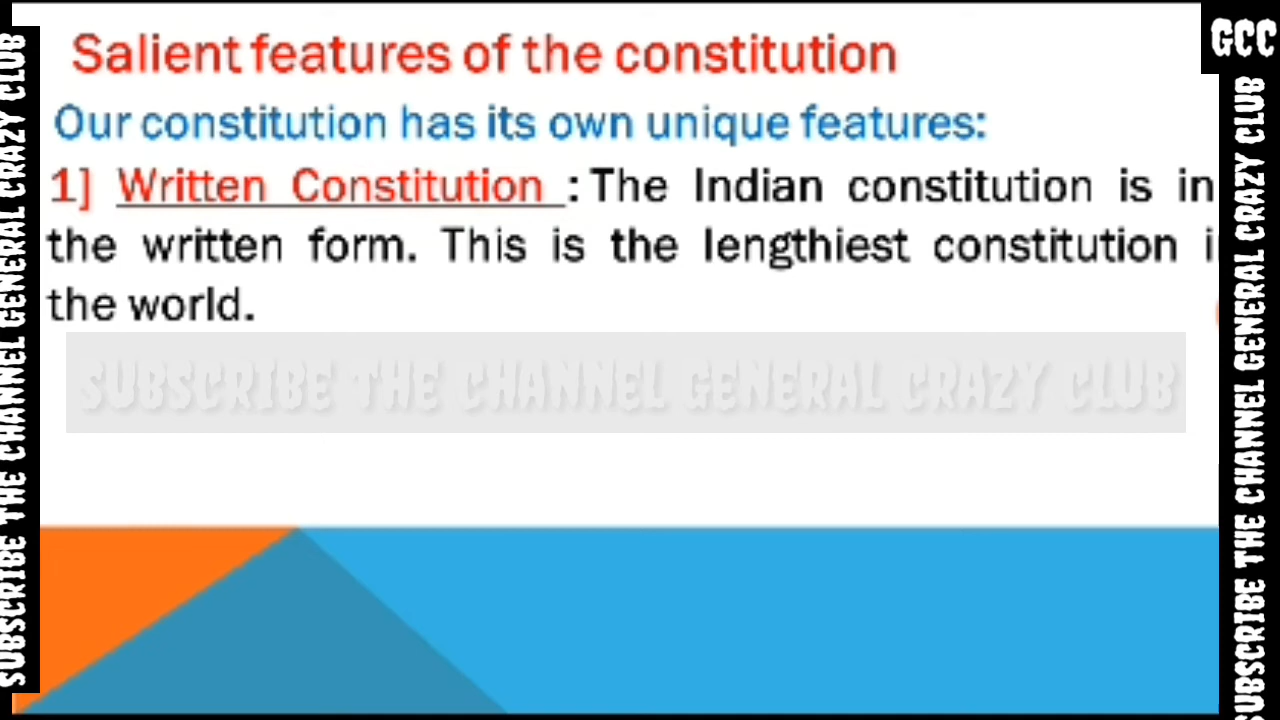 Salient features of the constitution
Our constitution has its own unique features:
1] Written Constitution : The Indian constitution is in
the written form. This is the lengthiest constitution
the world.
SUBSCRIBE THE CHANNEL GENERAL CRAZY CLUB
SUBSCRIBE THE CHANNEL GENERAL CRAZY CLUB
GCC
SUBSCRIBE THE CHANNEL GENERAL CRAZY CLUB